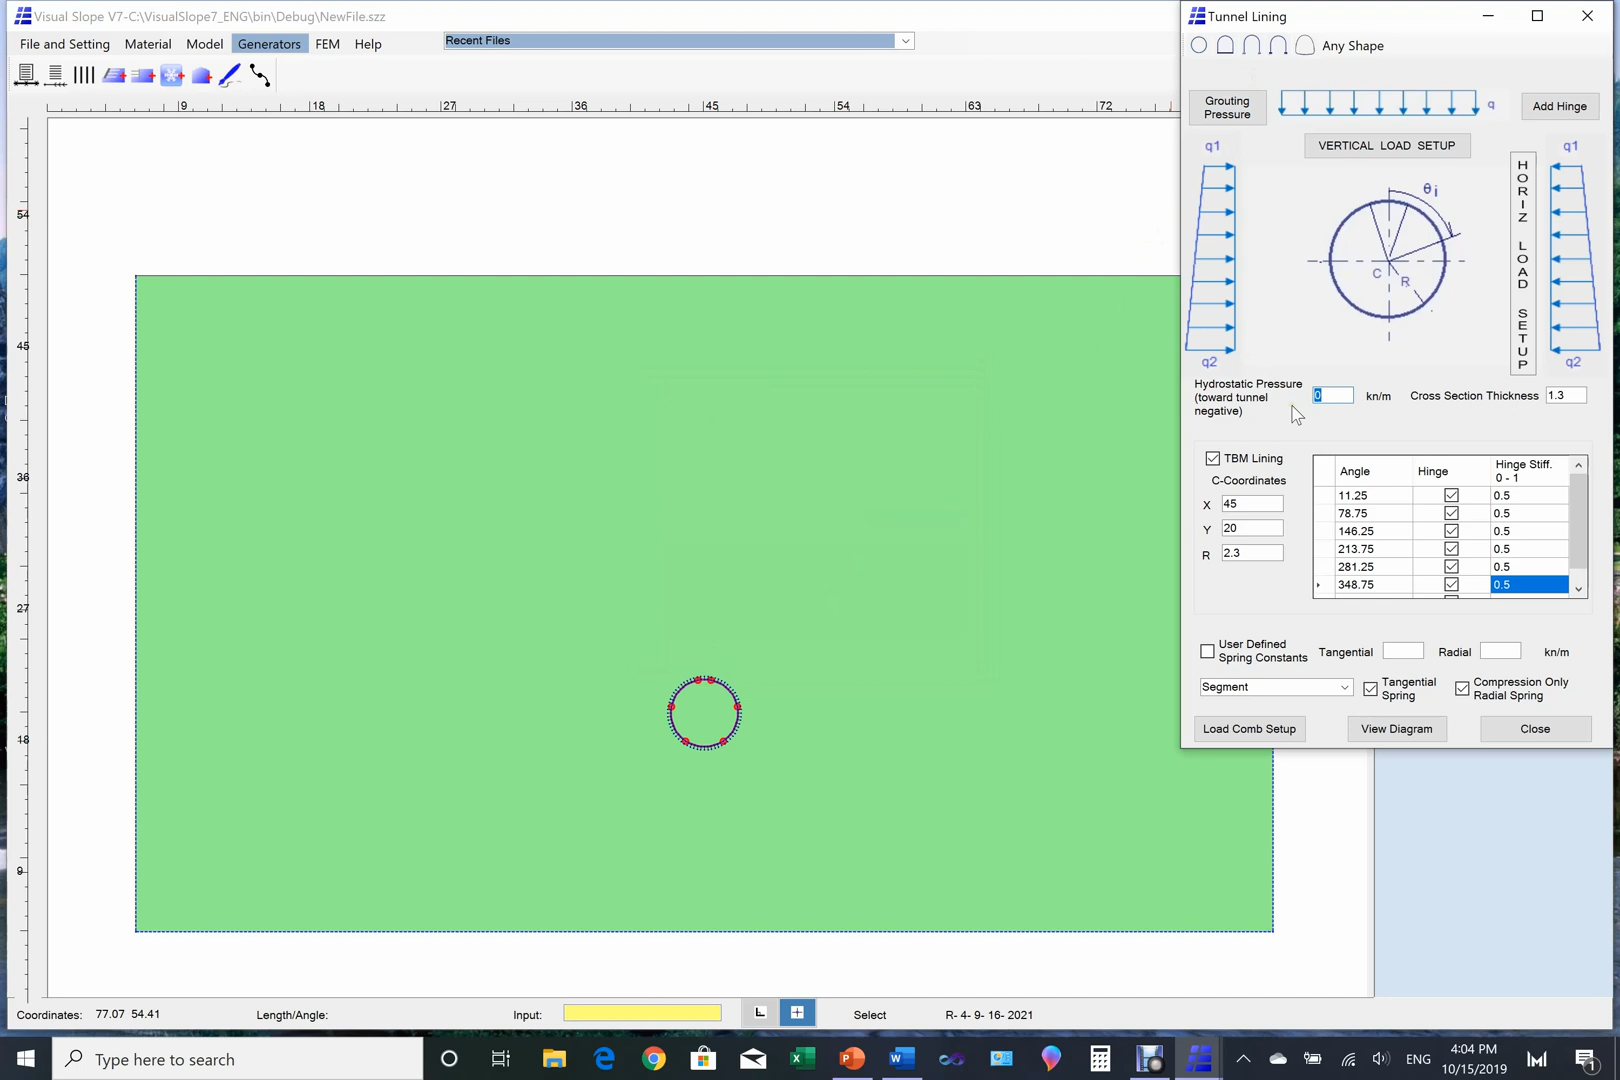 Visual Slope V7-C:\VisualSlope7_ENG\bin\Debug\NewFile.szz
File and Setting Material Model Generators FEM Help Recent Files
9 18 27 36 45 54 63 72
54
45
36
27
18
9
Tunnel Lining
Any Shape
Grouting
Pressure
q
Add Hinge
VERTICAL LOAD SETUP
q1
q1
HORIZ LOAD SETUP
θi
C
R
q2
q2
Hydrostatic Pressure
(toward tunnel
negative)
0 kn/m Cross Section Thickness 1.3
TBM Lining
C-Coordinates
X 45
Y 20
R 2.3
Angle Hinge Hinge Stiff.
0 - 1
11.25 0.5
78.75 0.5
146.25 0.5
213.75 0.5
281.25 0.5
348.75 0.5
User Defined
Spring Constants
Tangential Radial kn/m
Segment
Tangential
Spring
Compression Only
Radial Spring
Load Comb Setup View Diagram Close
Coordinates: 77.07 54.41 Length/Angle: Input: Select R- 4- 9- 16- 2021
Type here to search
ENG
4:04 PM
10/15/2019
1